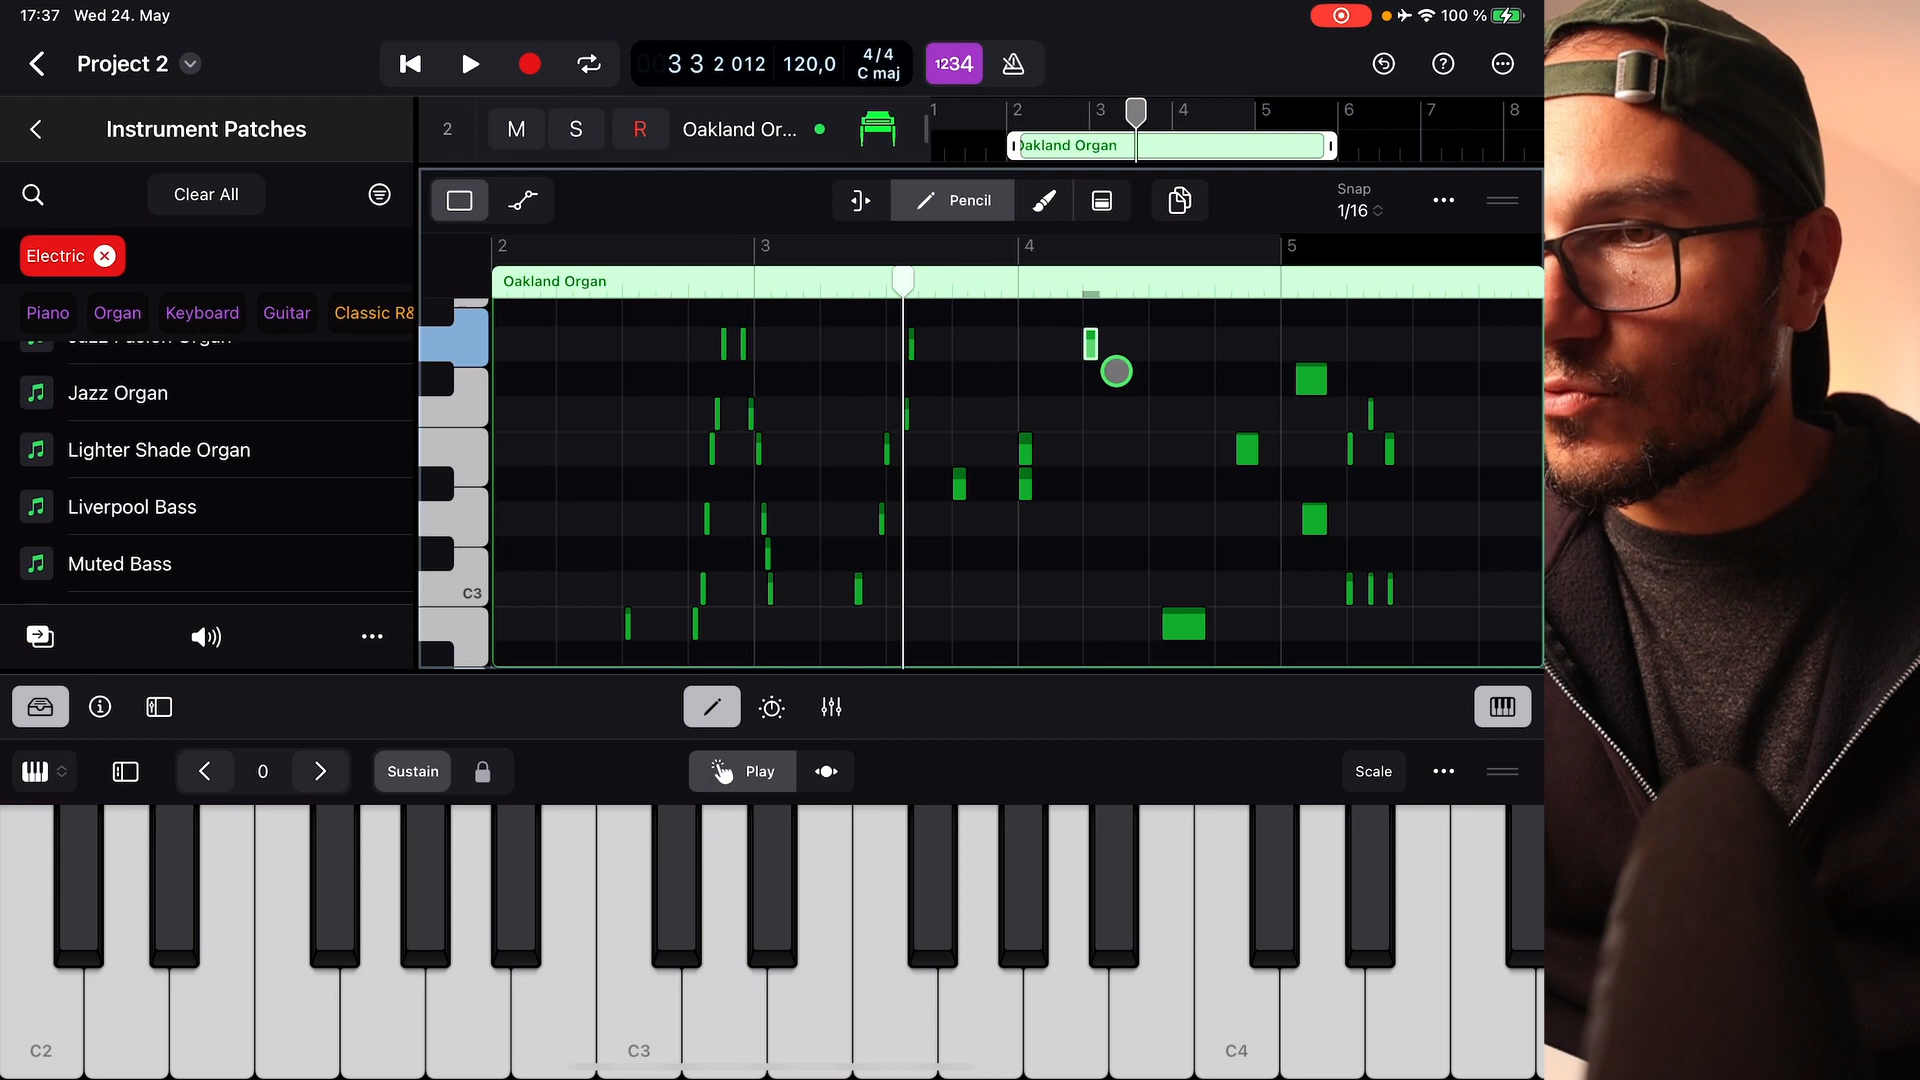 17:37 Wed 24. May
100 %
Project 2
3 3 2 012
120,0
4/4
C maj
1234
Instrument Patches
2
M
S
R
Oakland Or...
1 2 3 4 5 6 7 8
Oakland Organ
Clear All
Pencil
Snap
1/16
Electric
2 3 4 5
Oakland Organ
Piano
Organ
Keyboard
Guitar
Classic R&
Jazz Fusion Organ
Jazz Organ
Lighter Shade Organ
Liverpool Bass
Muted Bass
C3
0
Sustain
Play
Scale
C2
C3
C4